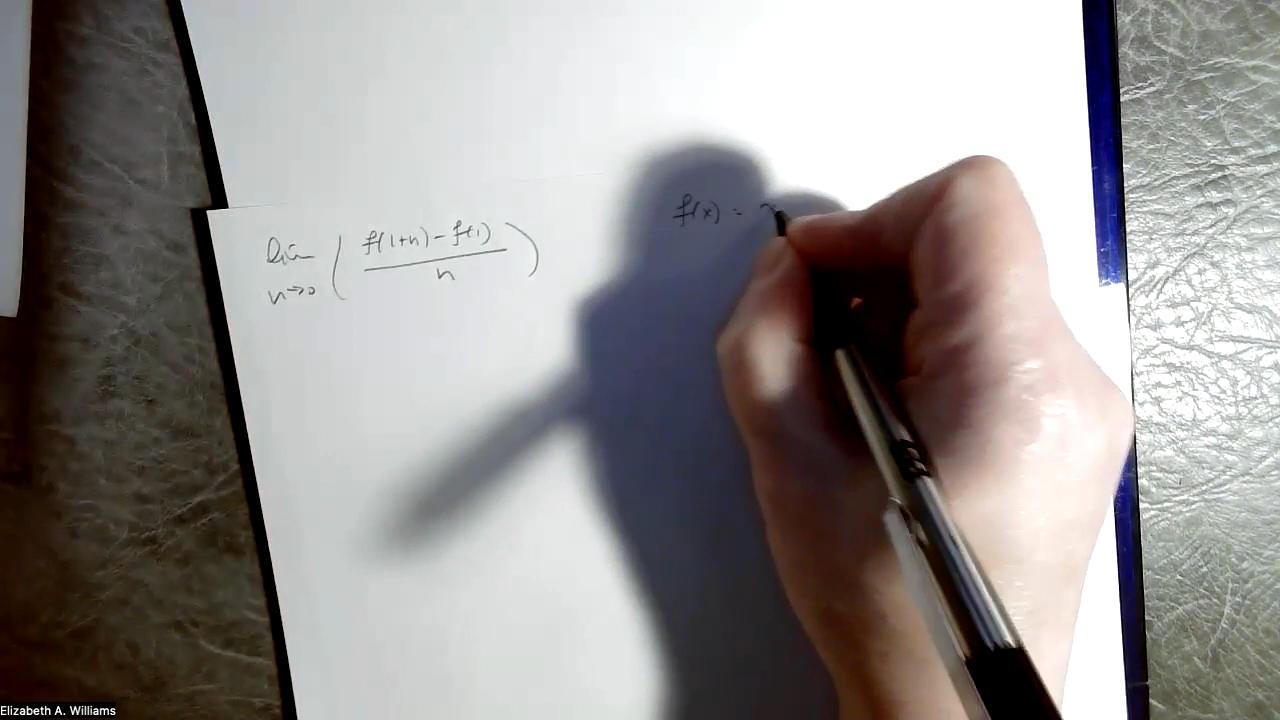 lim n→0 ( f(1+n) - f(1) / n )
f(x) = x
Elizabeth A. Williams